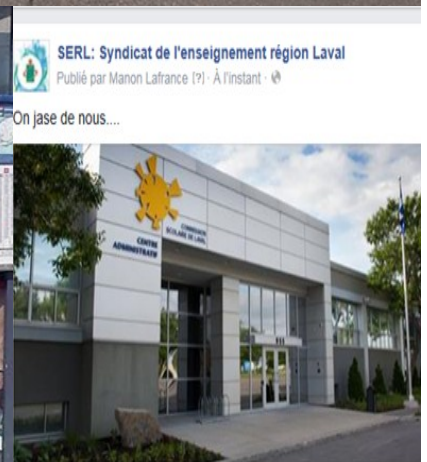 SERL: Syndicat de l'enseignement région Laval
Publié par Manon Lafrance [?] · À l'instant ·
On jase de nous....
COMMISSION
SCOLAIRE DE LAVAL
CENTRE
ADMINISTRATIF